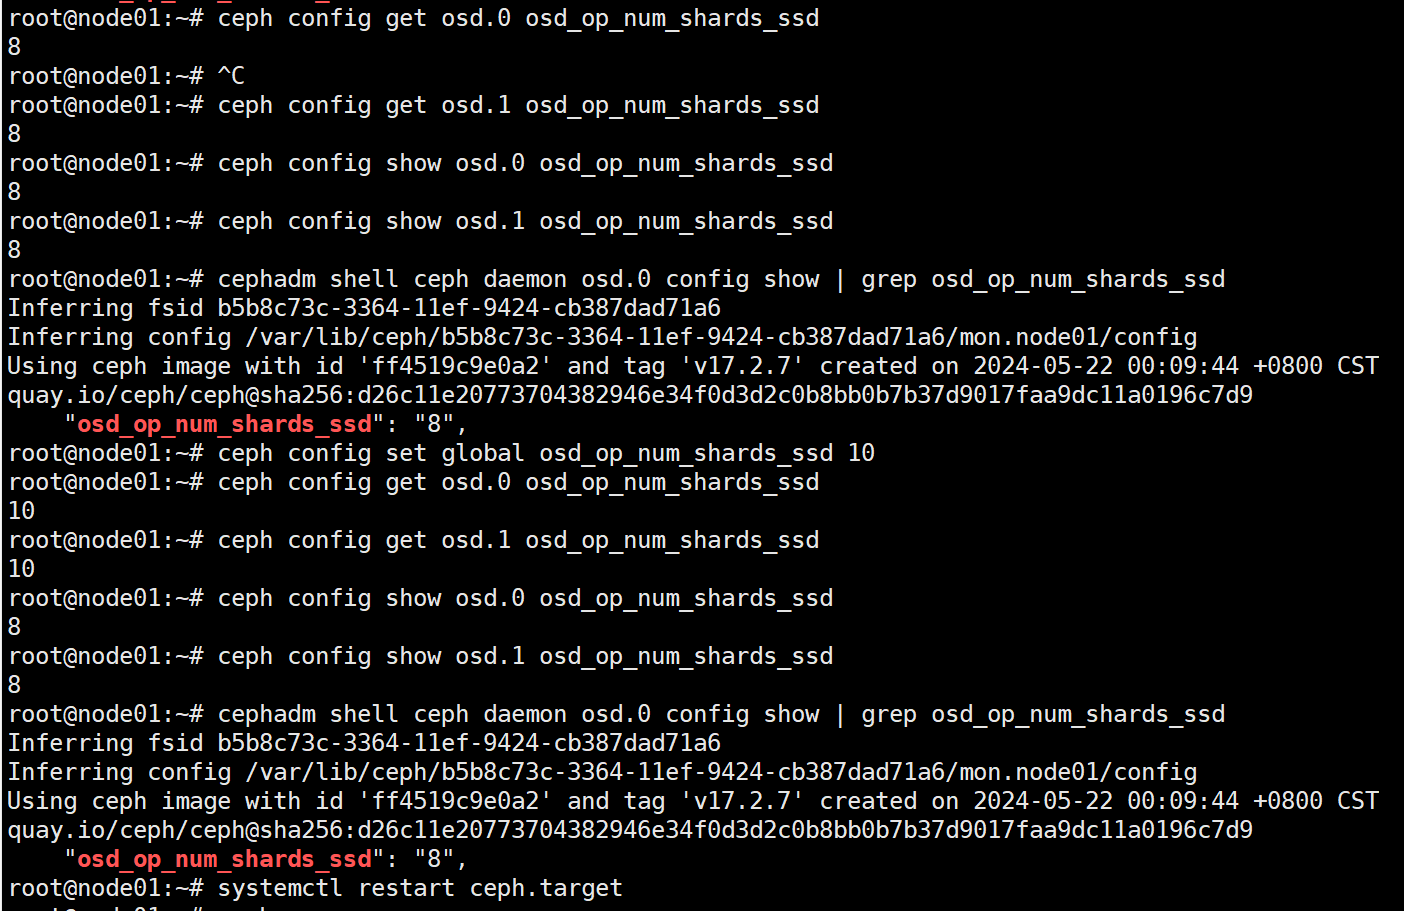 root@node01:~# ceph config get osd.0 osd_op_num_shards_ssd
8
root@node01:~# ^C
root@node01:~# ceph config get osd.1 osd_op_num_shards_ssd
8
root@node01:~# ceph config show osd.0 osd_op_num_shards_ssd
8
root@node01:~# ceph config show osd.1 osd_op_num_shards_ssd
8
root@node01:~# cephadm shell ceph daemon osd.0 config show | grep osd_op_num_shards_ssd
Inferring fsid b5b8c73c-3364-11ef-9424-cb387dad71a6
Inferring config /var/lib/ceph/b5b8c73c-3364-11ef-9424-cb387dad71a6/mon.node01/config
Using ceph image with id 'ff4519c9e0a2' and tag 'v17.2.7' created on 2024-05-22 00:09:44 +0800 CST
quay.io/ceph/ceph@sha256:d26c11e20773704382946e34f0d3d2c0b8bb0b7b37d9017faa9dc11a0196c7d9
    "osd_op_num_shards_ssd": "8",
root@node01:~# ceph config set global osd_op_num_shards_ssd 10
root@node01:~# ceph config get osd.0 osd_op_num_shards_ssd
10
root@node01:~# ceph config get osd.1 osd_op_num_shards_ssd
10
root@node01:~# ceph config show osd.0 osd_op_num_shards_ssd
8
root@node01:~# ceph config show osd.1 osd_op_num_shards_ssd
8
root@node01:~# cephadm shell ceph daemon osd.0 config show | grep osd_op_num_shards_ssd
Inferring fsid b5b8c73c-3364-11ef-9424-cb387dad71a6
Inferring config /var/lib/ceph/b5b8c73c-3364-11ef-9424-cb387dad71a6/mon.node01/config
Using ceph image with id 'ff4519c9e0a2' and tag 'v17.2.7' created on 2024-05-22 00:09:44 +0800 CST
quay.io/ceph/ceph@sha256:d26c11e20773704382946e34f0d3d2c0b8bb0b7b37d9017faa9dc11a0196c7d9
    "osd_op_num_shards_ssd": "8",
root@node01:~# systemctl restart ceph.target